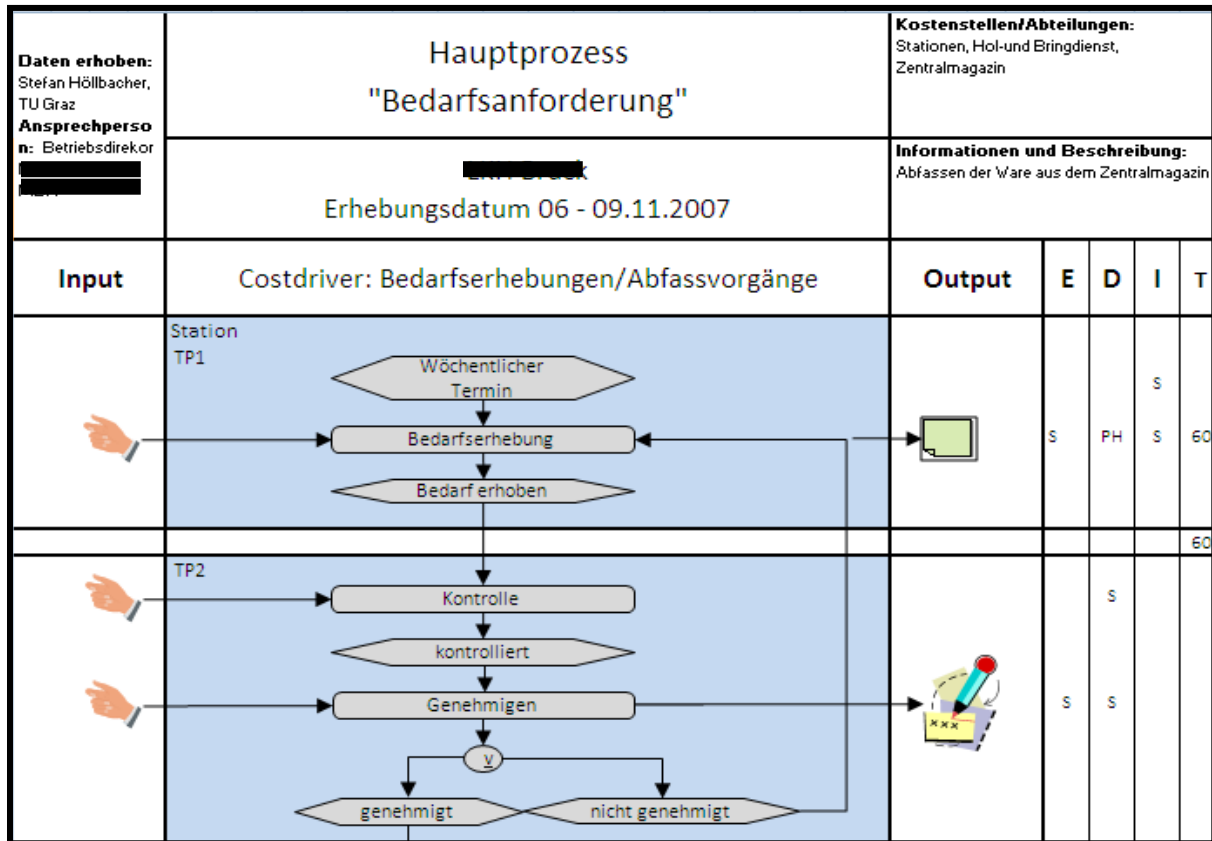 Daten erhoben:
Stefan Höllbacher,
TU Graz
Ansprechperso
n: Betriebsdirekor
Hauptprozess
"Bedarfsanforderung"
Erhebungsdatum 06 - 09.11.2007
Kostenstellen/Abteilungen:
Stationen, Hol-und Bringdienst,
Zentralmagazin
Informationen und Beschreibung:
Abfassen der Ware aus dem Zentralmagazin
Input
Costdriver: Bedarfserhebungen/Abfassvorgänge
Output
E
D
I
T
Station
TP1
Wöchentlicher
Termin
S
Bedarfserhebung
S
PH
S
60
Bedarf erhoben
60
TP2
Kontrolle
S
kontrolliert
Genehmigen
xxx
S
S
v
genehmigt
nicht genehmigt